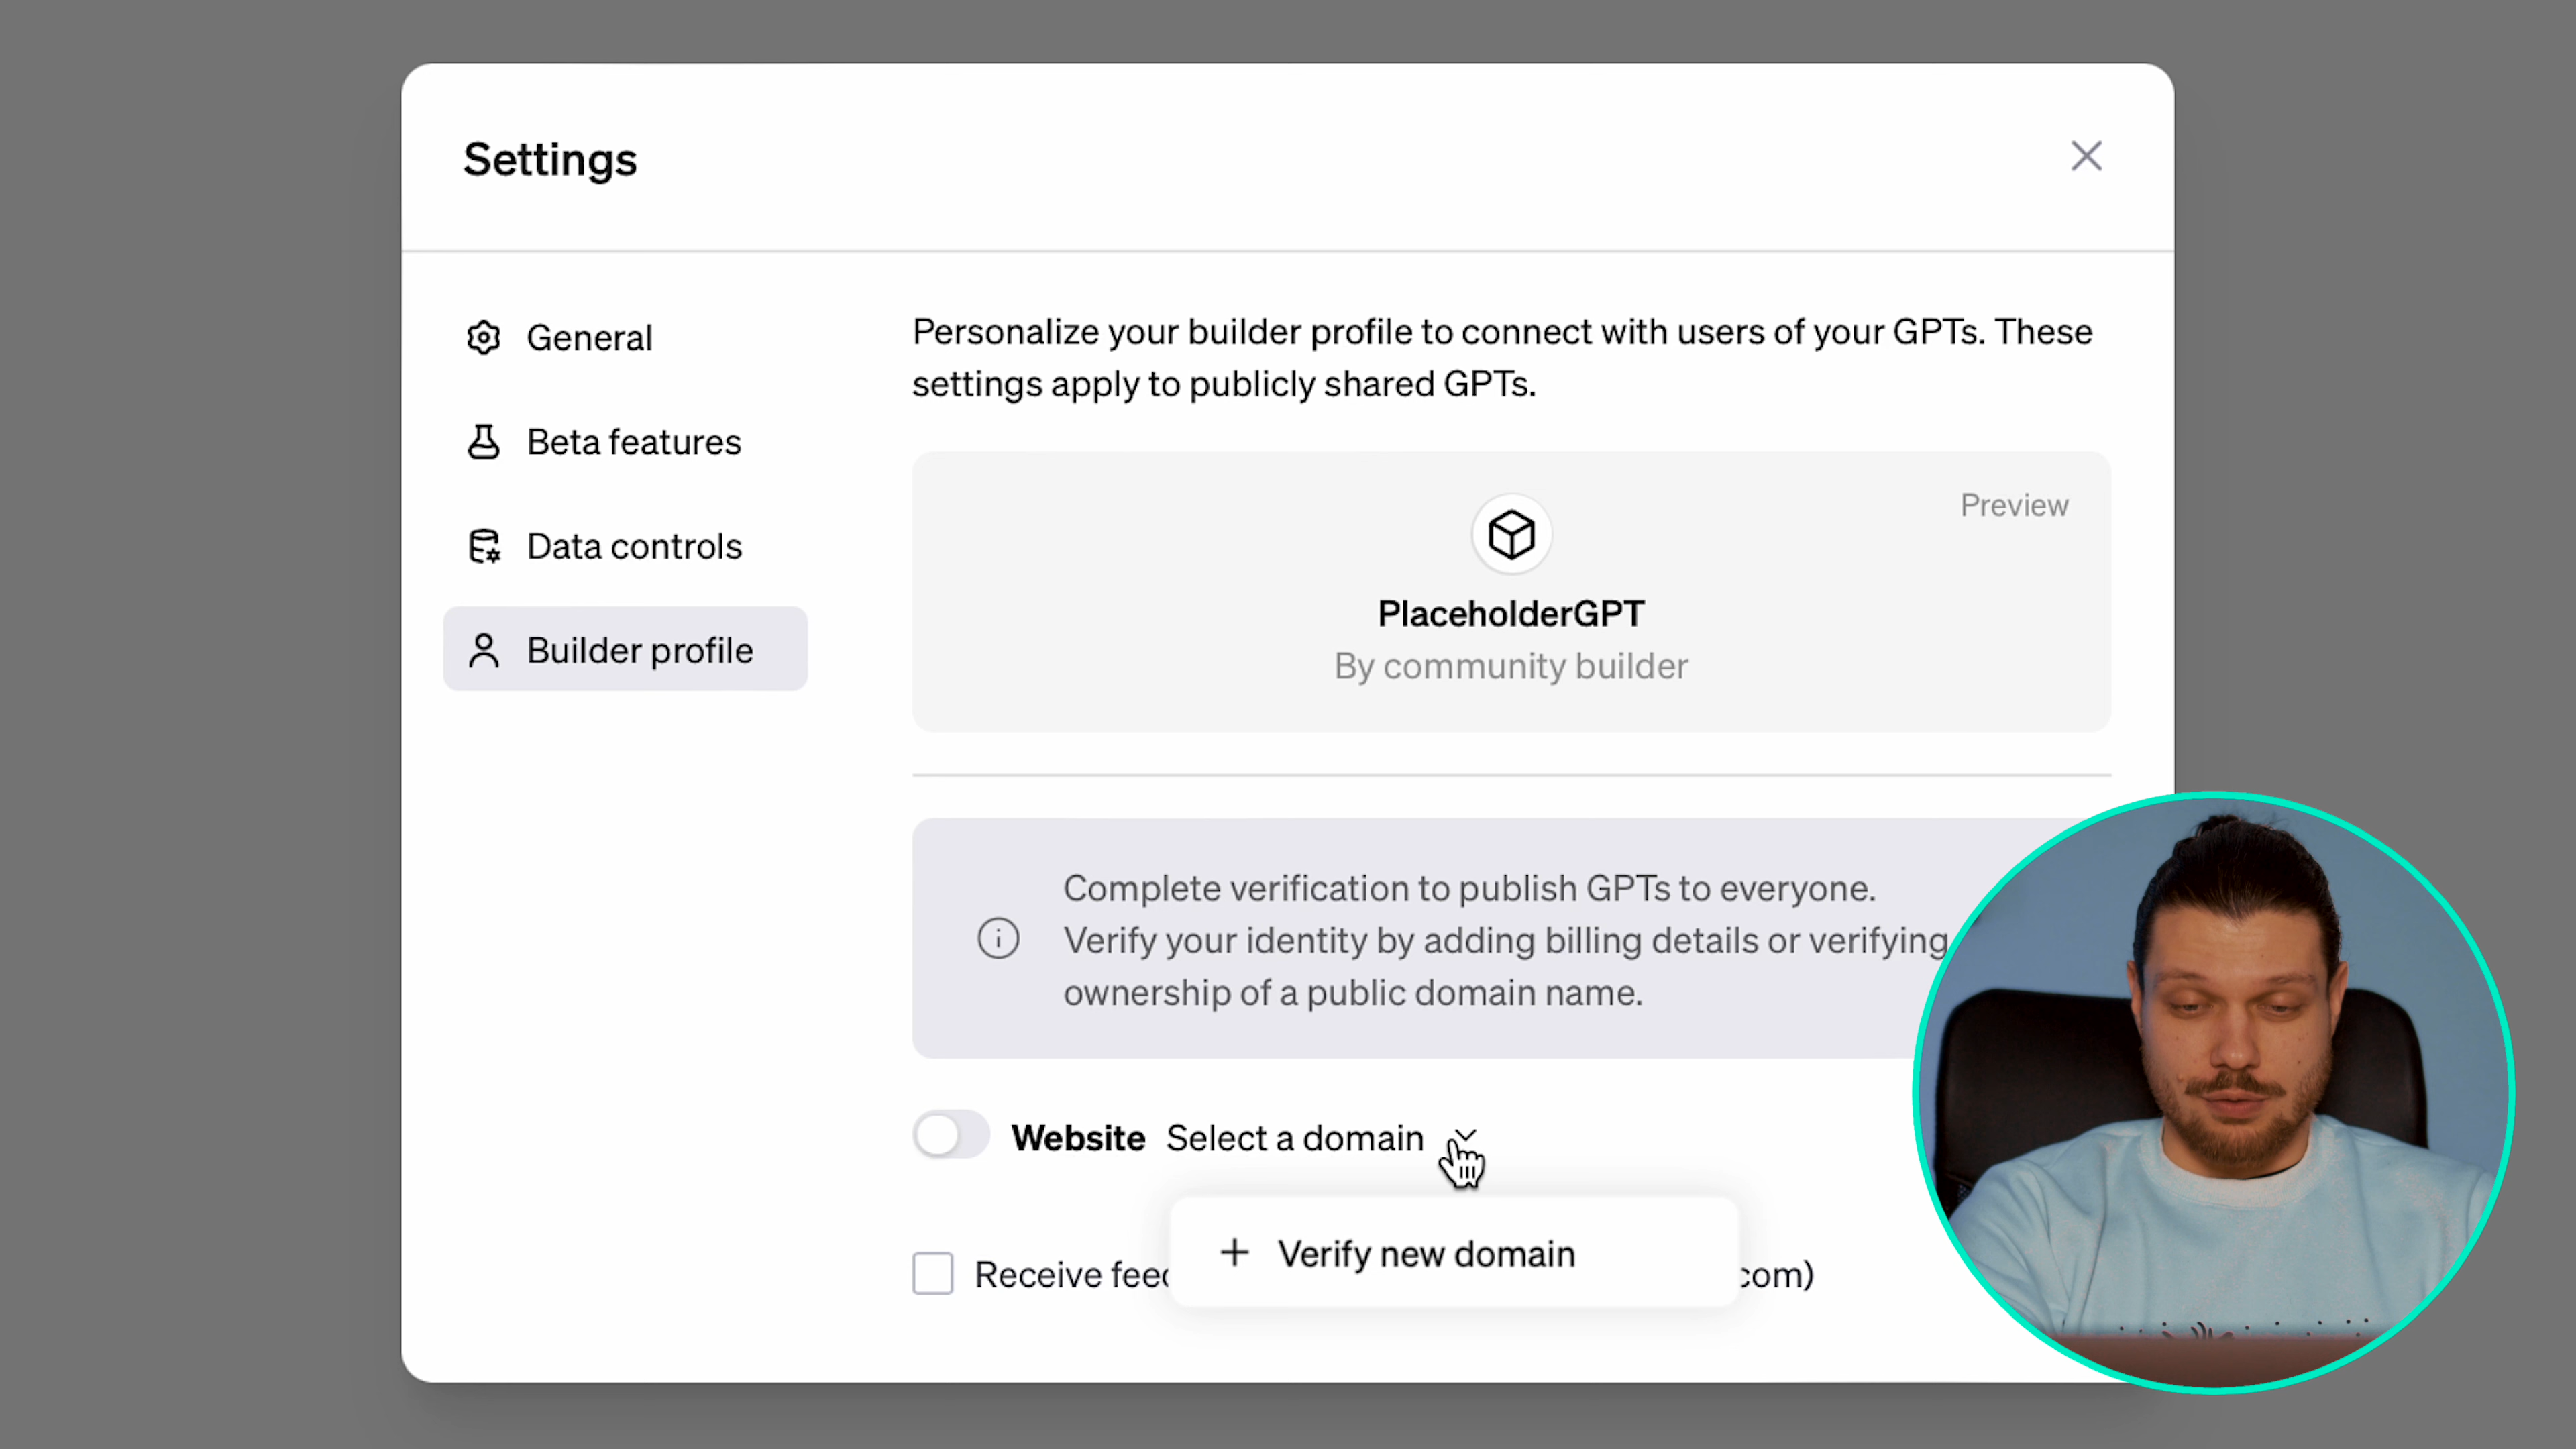 Settings
General
Beta features
Data controls
Builder profile
Personalize your builder profile to connect with users of your GPTs. These
settings apply to publicly shared GPTs.
Preview
PlaceholderGPT
By community builder
Complete verification to publish GPTs to everyone.
Verify your identity by adding billing details or verifying
ownership of a public domain name.
Website Select a domain
Verify new domain
Receive com)